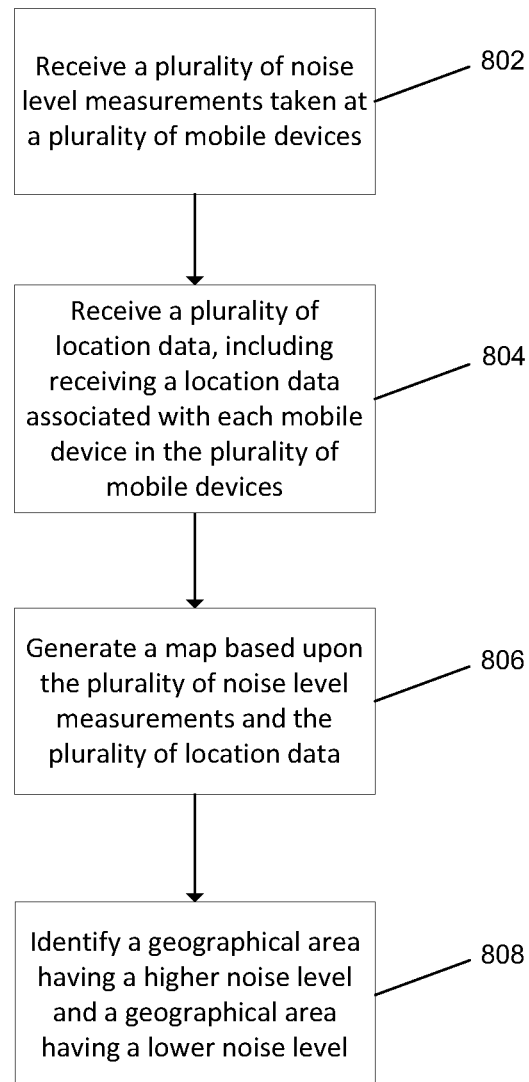 Receive a plurality of noise
level measurements taken at
a plurality of mobile devices
802
Receive a plurality of
location data, including
receiving a location data
associated with each mobile
device in the plurality of
mobile devices
804
Generate a map based upon
the plurality of noise level
measurements and the
plurality of location data
806
Identify a geographical area
having a higher noise level
and a geographical area
having a lower noise level
808